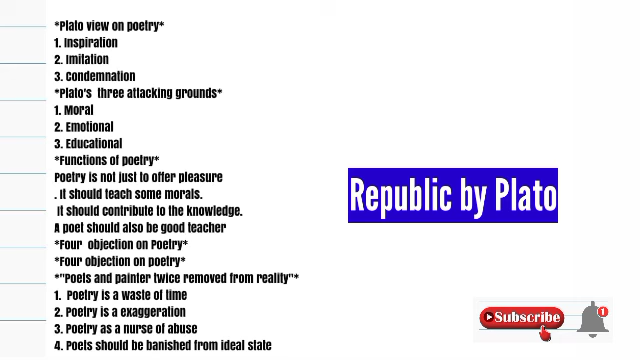 *Plato view on poetry*
1. Inspiration
2. Imitation
3. Condemnation
*Plato's three attacking grounds*
1. Moral
2. Emotional
3. Educational
*Functions of poetry*
Poetry is not just to offer pleasure
. It should teach some morals.
It should contribute to the knowledge.
A poet should also be good teacher
*Four objection on Poetry*
*Four objection on poetry*
*"Poets and painter twice removed from reality"*
1. Poetry is a waste of time
2. Poetry is a exaggeration
3. Poetry as a nurse of abuse
4. Poets should be banished from ideal state
Republic by Plato
Subscribe
1